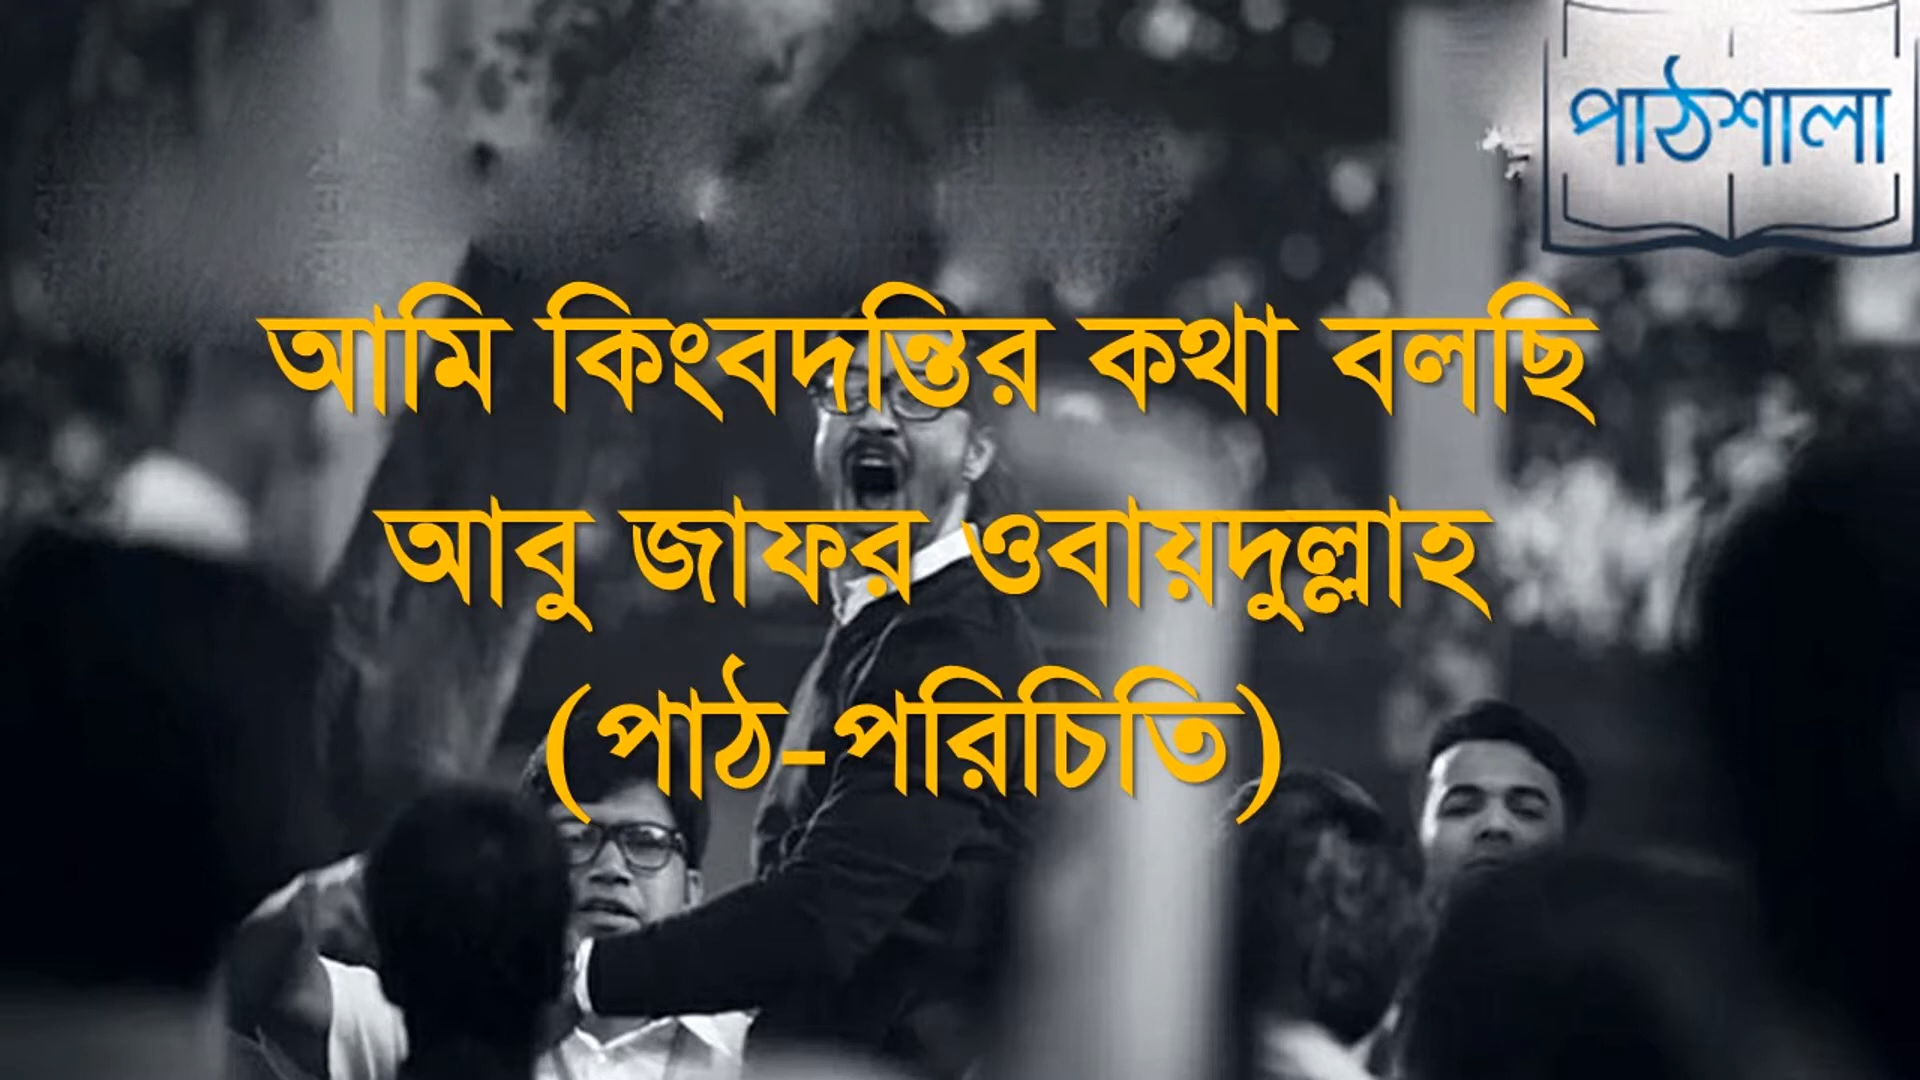 পাঠশালা
আমি কিংবদন্তির কথা বলছি
আবু জাফর ওবায়দুল্লাহ
(পাঠ-পরিচিতি)